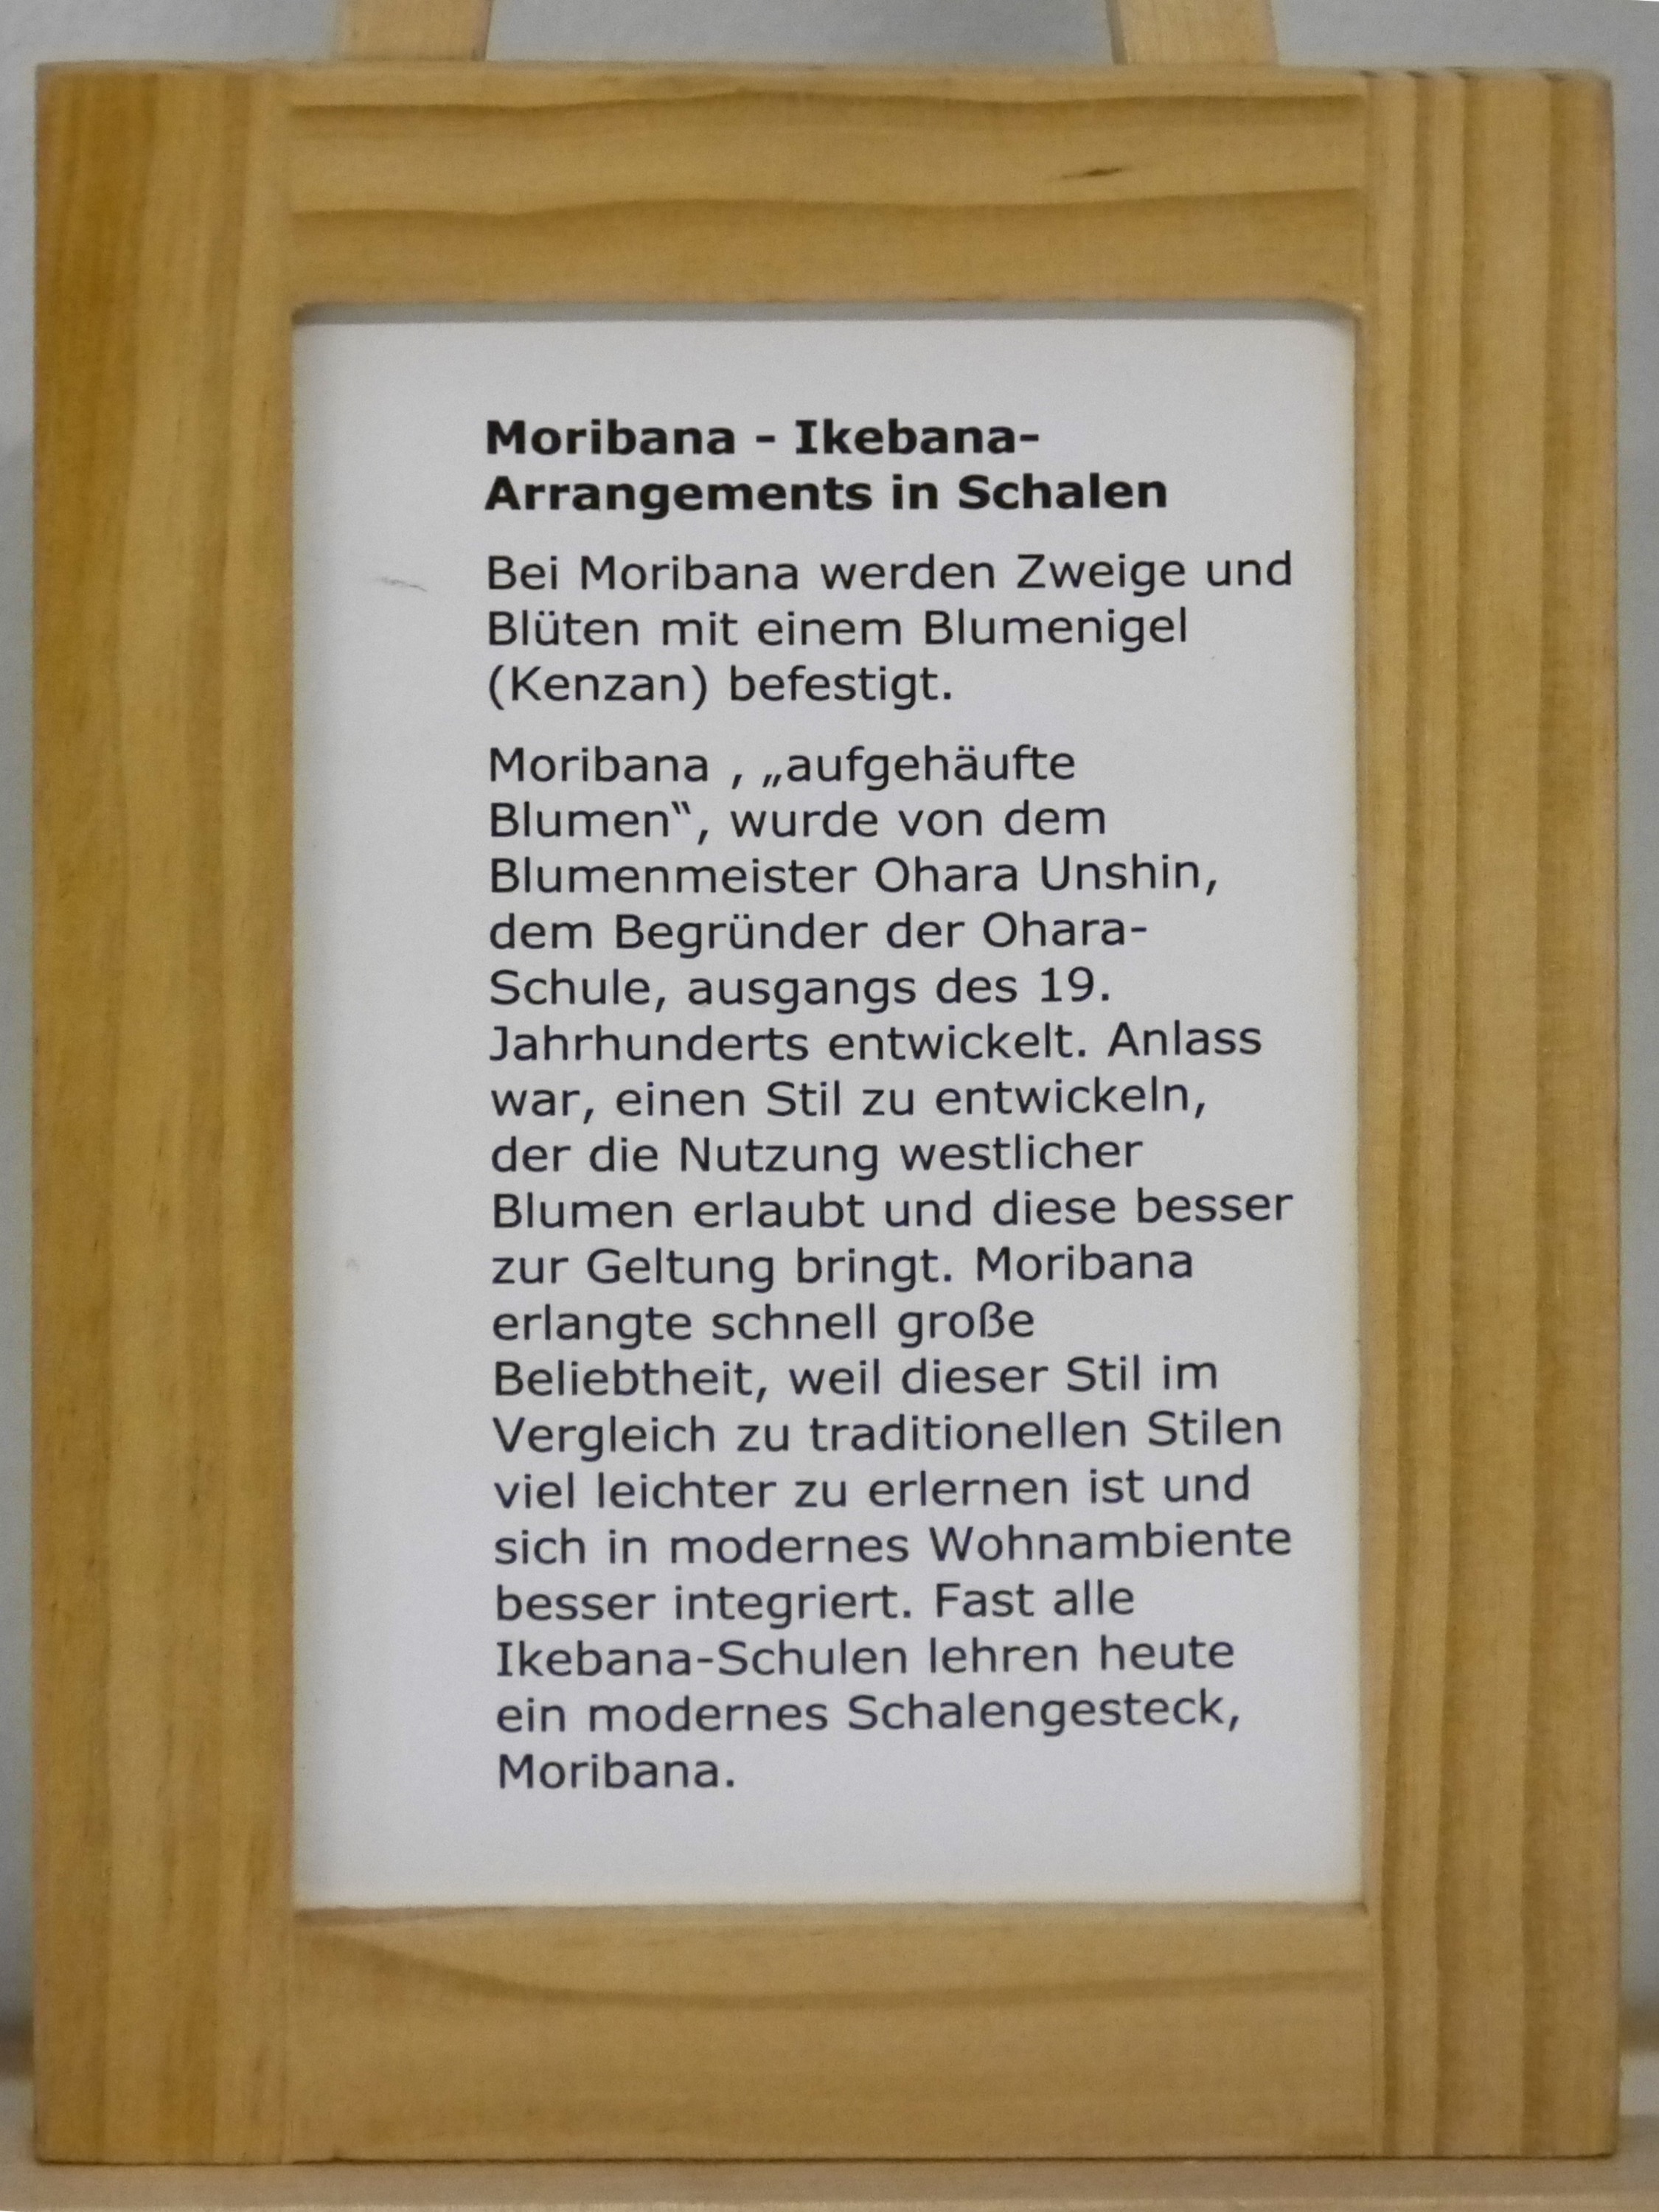 Moribana - Ikebana-
Arrangements in Schalen
Bei Moribana werden Zweige und
Blüten mit einem Blumenigel
(Kenzan) befestigt.
Moribana , „aufgehäufte
Blumen“, wurde von dem
Blumenmeister Ohara Unshin,
dem Begründer der Ohara-
Schule, ausgangs des 19.
Jahrhunderts entwickelt. Anlass
war, einen Stil zu entwickeln,
der die Nutzung westlicher
Blumen erlaubt und diese besser
zur Geltung bringt. Moribana
erlangte schnell große
Beliebtheit, weil dieser Stil im
Vergleich zu traditionellen Stilen
viel leichter zu erlernen ist und
sich in modernes Wohnambiente
besser integriert. Fast alle
Ikebana-Schulen lehren heute
ein modernes Schalengesteck,
Moribana.